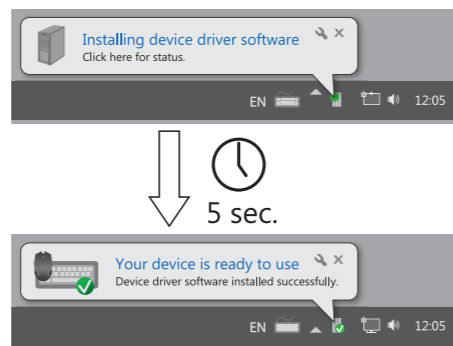 Installing device driver software
Click here for status.
EN 12:05
5 sec.
Your device is ready to use
Device driver software installed successfully.
EN 12:05